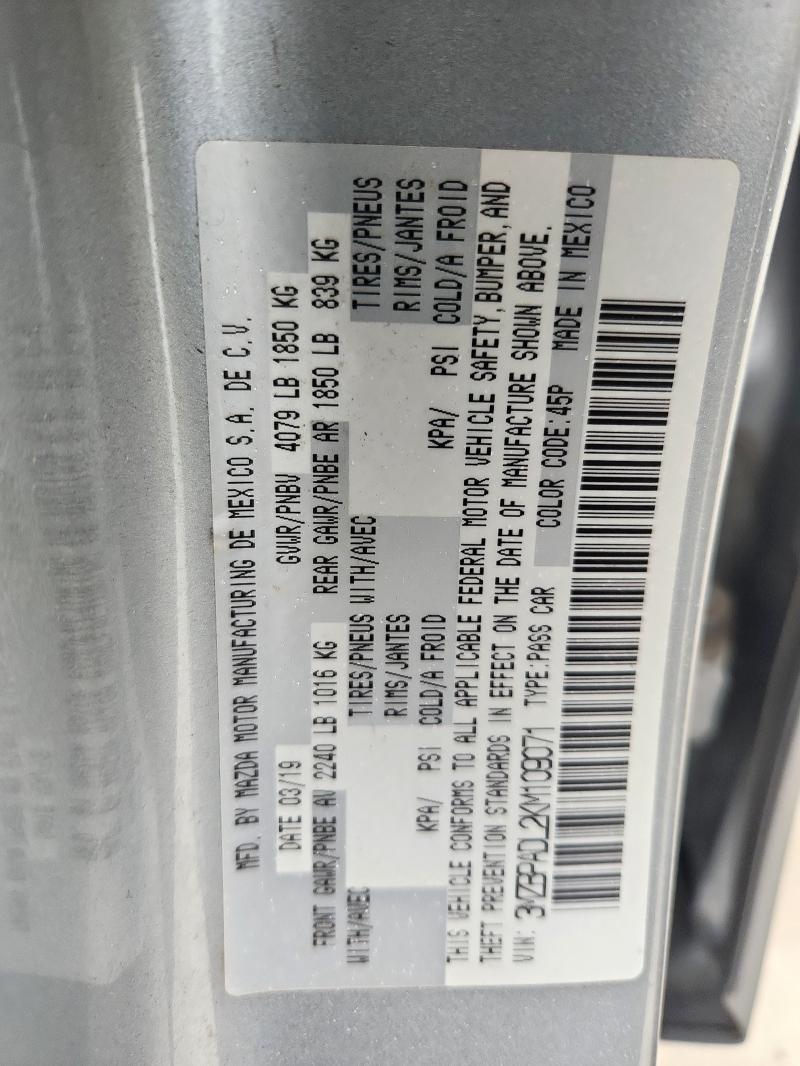 MFD. BY MAZDA MOTOR MANUFACTURING DE MEXICO S.A. DE C.V.
DATE 03/19 GVWR/PNBV 4079 LB 1850 KG
FRONT GAWR/PNBE AV 2240 LB 1016 KG REAR GAWR/PNBE AR 1850 LB 839 KG
WITH/AVEC TIRES/PNEUS WITH/AVEC TIRES/PNEUS
RIMS/JANTES RIMS/JANTES
KPA/ PSI COLD/A FROID KPA/ PSI COLD/A FROID
THIS VEHICLE CONFORMS TO ALL APPLICABLE FEDERAL MOTOR VEHICLE SAFETY, BUMPER, AND
THEFT PREVENTION STANDARDS IN EFFECT ON THE DATE OF MANUFACTURE SHOWN ABOVE.
VIN: 3MZBPADL2KM109071 TYPE:PASS CAR COLOR CODE:45P MADE IN MEXICO